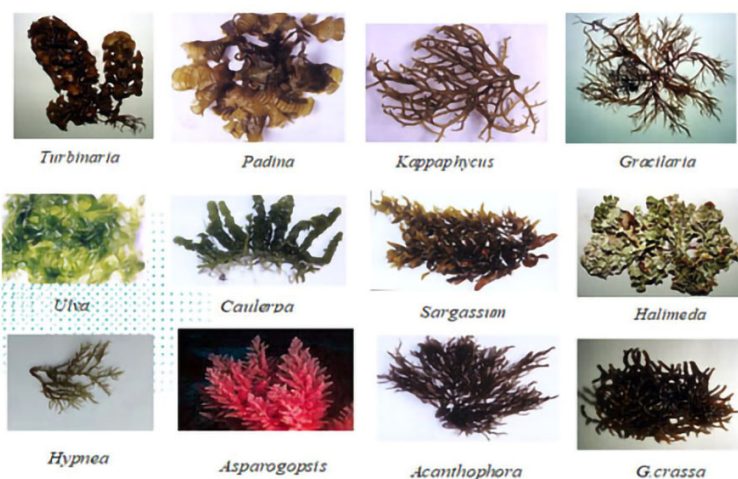 Turbinaria
Padina
Kappaphycus
Gracilaria
Ulva
Caulerpa
Sargassum
Halimeda
Hypnea
Asparogopsis
Acanthophora
G.crassa